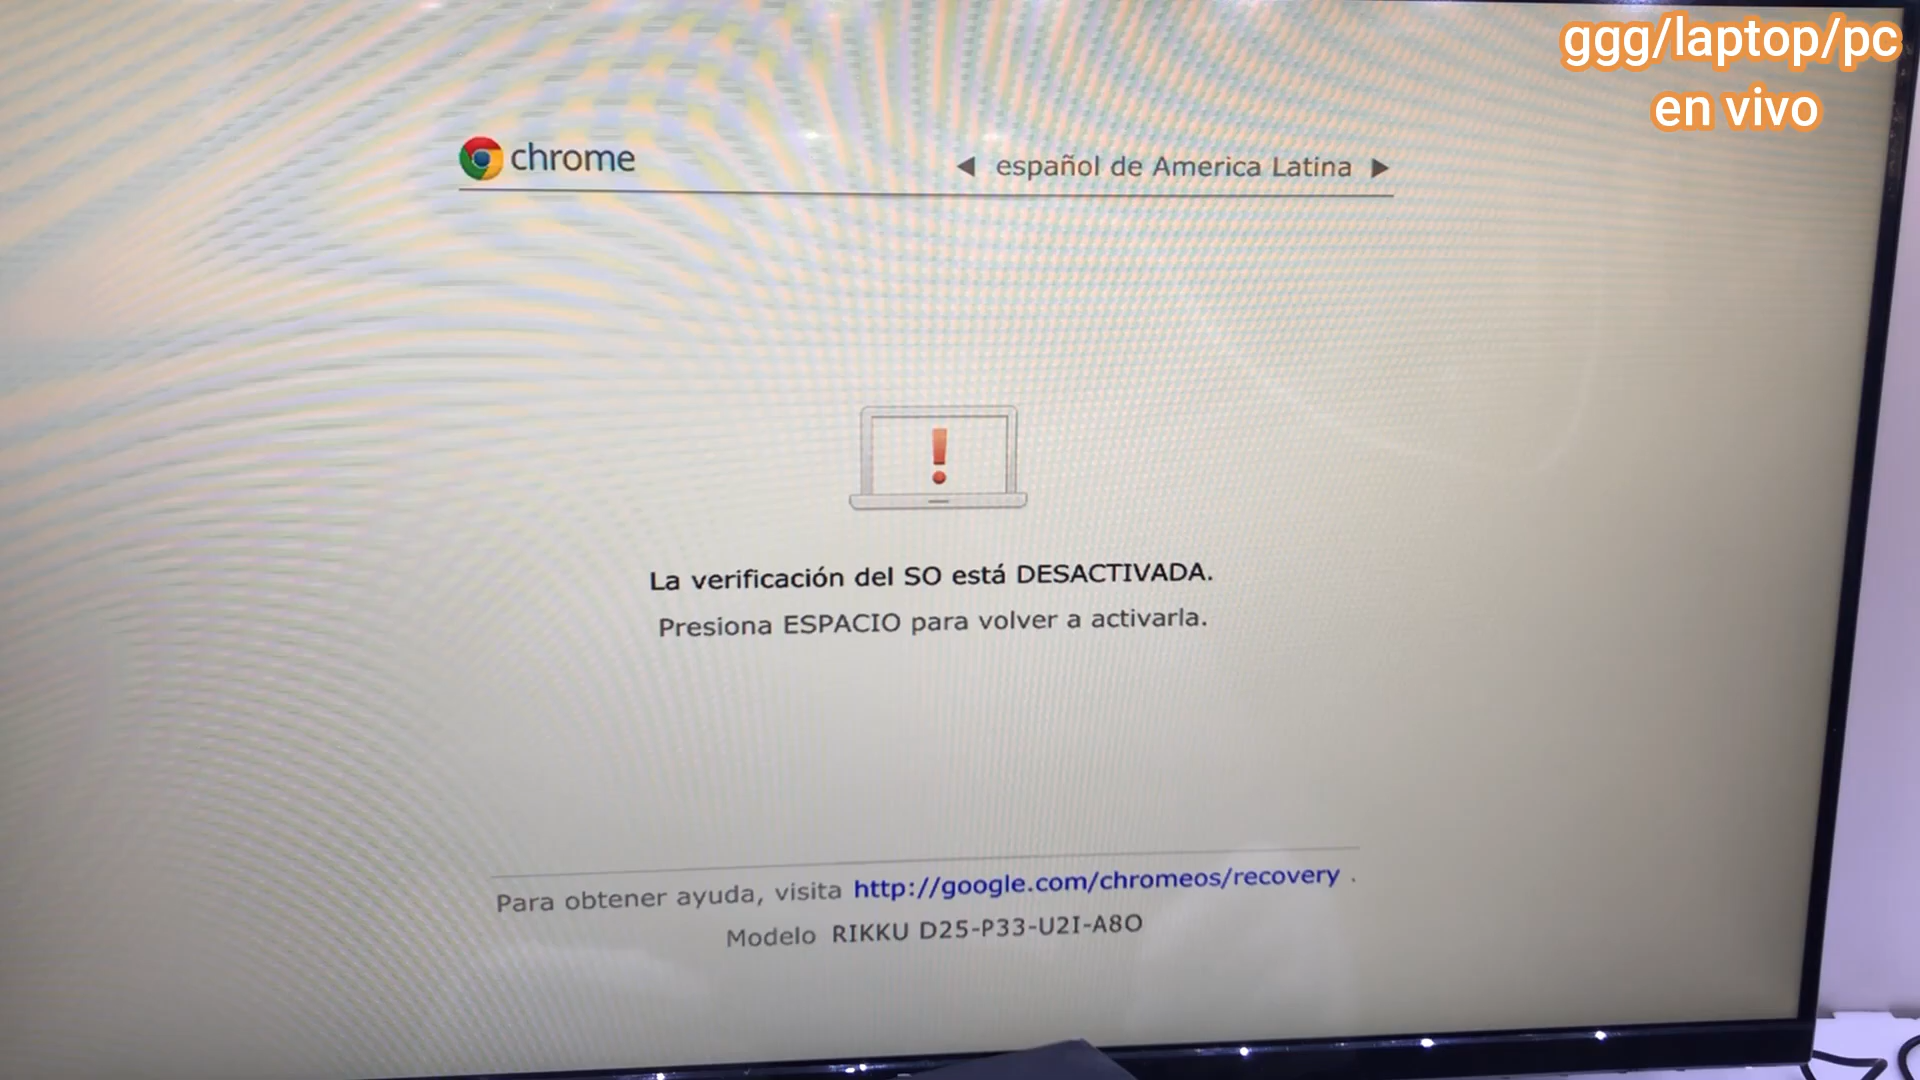 ggg/laptop/pc
en vivo
chrome
español de America Latina
La verificación del SO está DESACTIVADA.
Presiona ESPACIO para volver a activarla.
Para obtener ayuda, visita http://google.com/chromeos/recovery .
Modelo RIKKU D25-P33-U2I-A8O